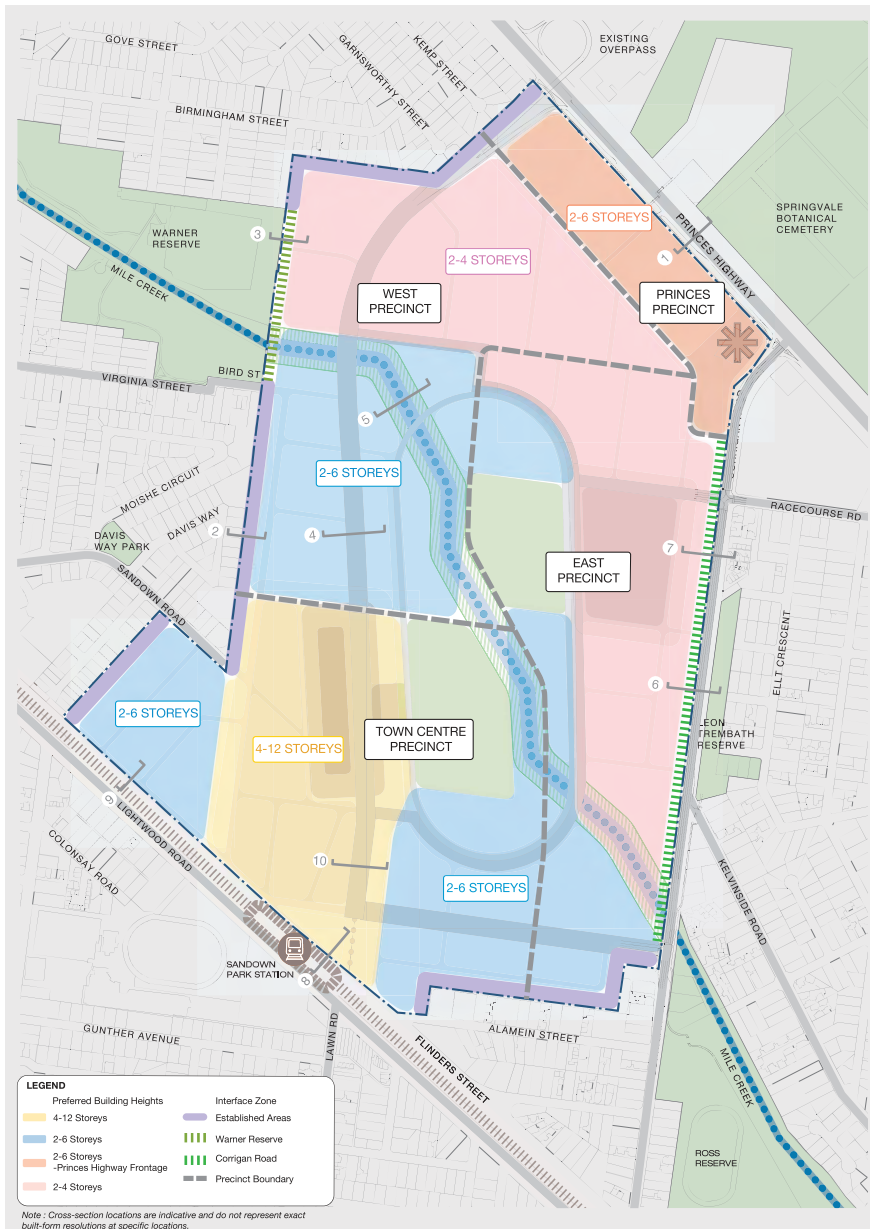 GOVE STREET
GARNSWORTHY STREET
KEMP STREET
EXISTING
OVERPASS
BIRMINGHAM STREET
WARNER
RESERVE
MILE CREEK
3
2-4 STOREYS
2-6 STOREYS
1
PRINCES HIGHWAY
SPRINGVALE
BOTANICAL
CEMETERY
WEST
PRECINCT
PRINCES
PRECINCT
BIRD ST
VIRGINIA STREET
5
2-6 STOREYS
MOISHE CIRCUIT
DAVIS WAY
DAVIS
WAY PARK
2
4
SANDOWN ROAD
RACECOURSE RD
7
EAST
PRECINCT
ELLT CRESCENT
6
2-6 STOREYS
4-12 STOREYS
TOWN CENTRE
PRECINCT
LEON
TREMBATH
RESERVE
9
LIGHTWOOD ROAD
COLONSAY ROAD
10
2-6 STOREYS
KELVINSIDE ROAD
SANDOWN
PARK STATION
8
GUNTHER AVENUE
LAWN RD
FLINDERS STREET
ALAMEIN STREET
MILE CREEK
ROSS
RESERVE
LEGEND
Preferred Building Heights
4-12 Storeys
2-6 Storeys
2-6 Storeys
-Princes Highway Frontage
2-4 Storeys
Interface Zone
Established Areas
Warner Reserve
Corrigan Road
Precinct Boundary
Note : Cross-section locations are indicative and do not represent exact
built-form resolutions at specific locations.